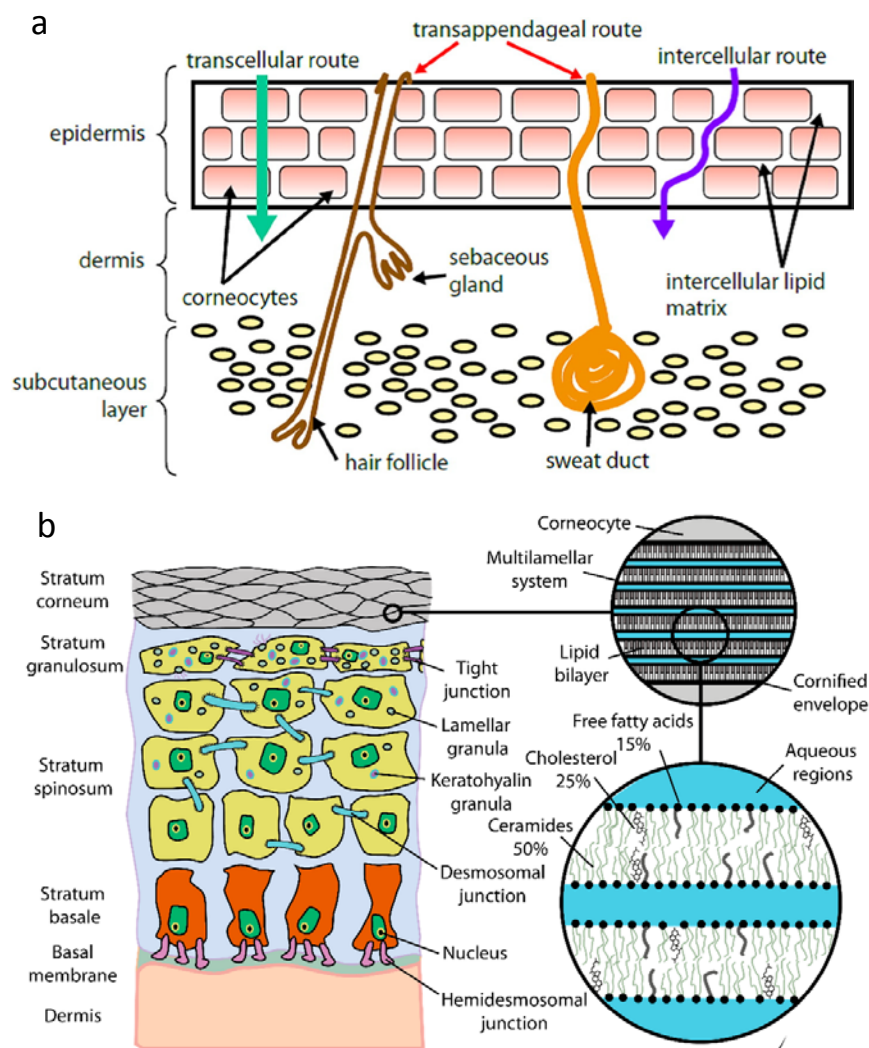 a
transappendageal route
transcellular route
intercellular route
epidermis
dermis
corneocytes
sebaceous
gland
intercellular lipid
matrix
subcutaneous
layer
hair follicle
sweat duct
b
Corneocyte
Stratum
corneum
Multilamellar
system
Stratum
granulosum
Tight
junction
Lipid
bilayer
Cornified
envelope
Lamellar
granula
Free fatty acids
15%
Cholesterol
25%
Aqueous
regions
Stratum
spinosum
Keratohyalin
granula
Ceramides
50%
Desmosomal
junction
Stratum
basale
Nucleus
Basal
membrane
Hemidesmosomal
junction
Dermis